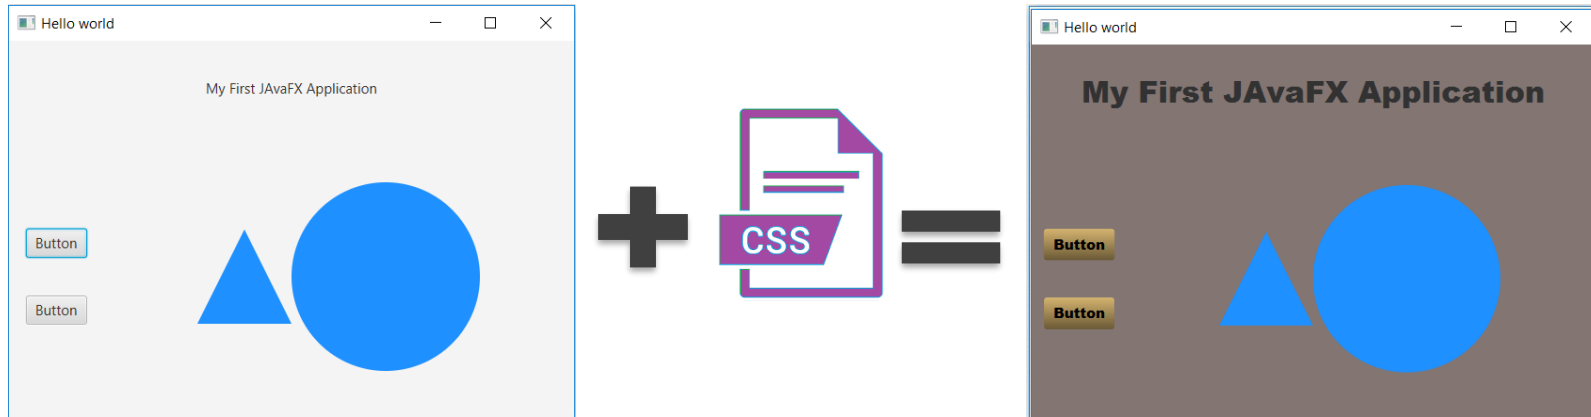 Hello world
My First JAvaFX Application
Button
Button
CSS
Hello world
My First JAvaFX Application
Button
Button